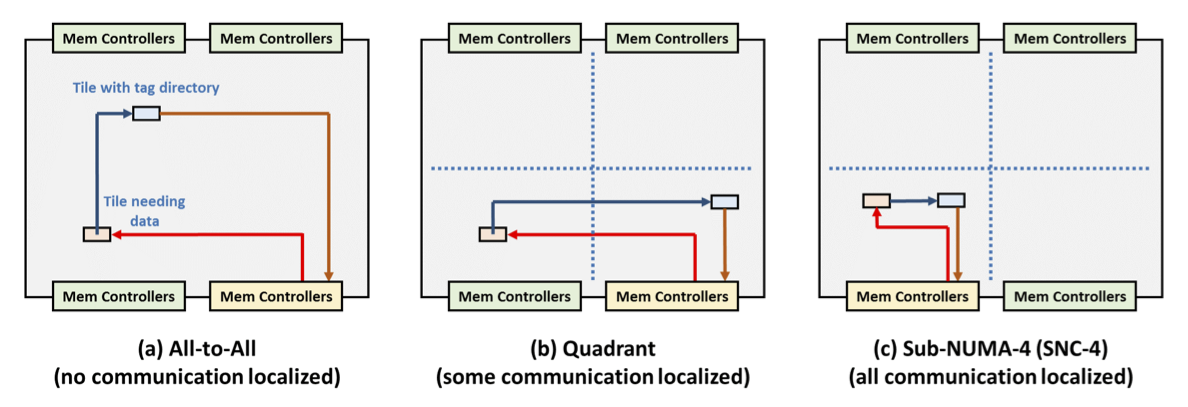 Mem Controllers Mem Controllers
Tile with tag directory
Tile needing
data
Mem Controllers Mem Controllers
(a) All-to-All
(no communication localized)
Mem Controllers Mem Controllers
Mem Controllers Mem Controllers
(b) Quadrant
(some communication localized)
Mem Controllers Mem Controllers
Mem Controllers Mem Controllers
(c) Sub-NUMA-4 (SNC-4)
(all communication localized)